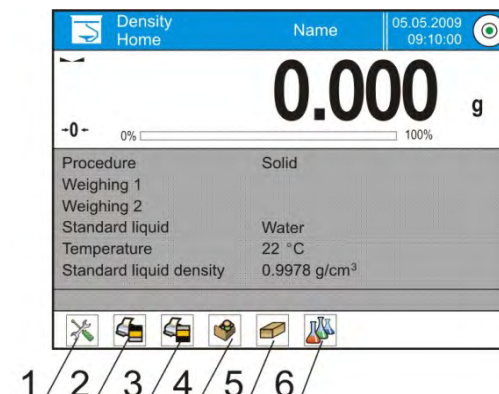 Density
Home
Name
05.05.2009
09:10:00
0.000 g
→0←
0% 100%
Procedure Solid
Weighing 1
Weighing 2
Standard liquid Water
Temperature 22 °C
Standard liquid density 0.9978 g/cm³
1 2 3 4 5 6